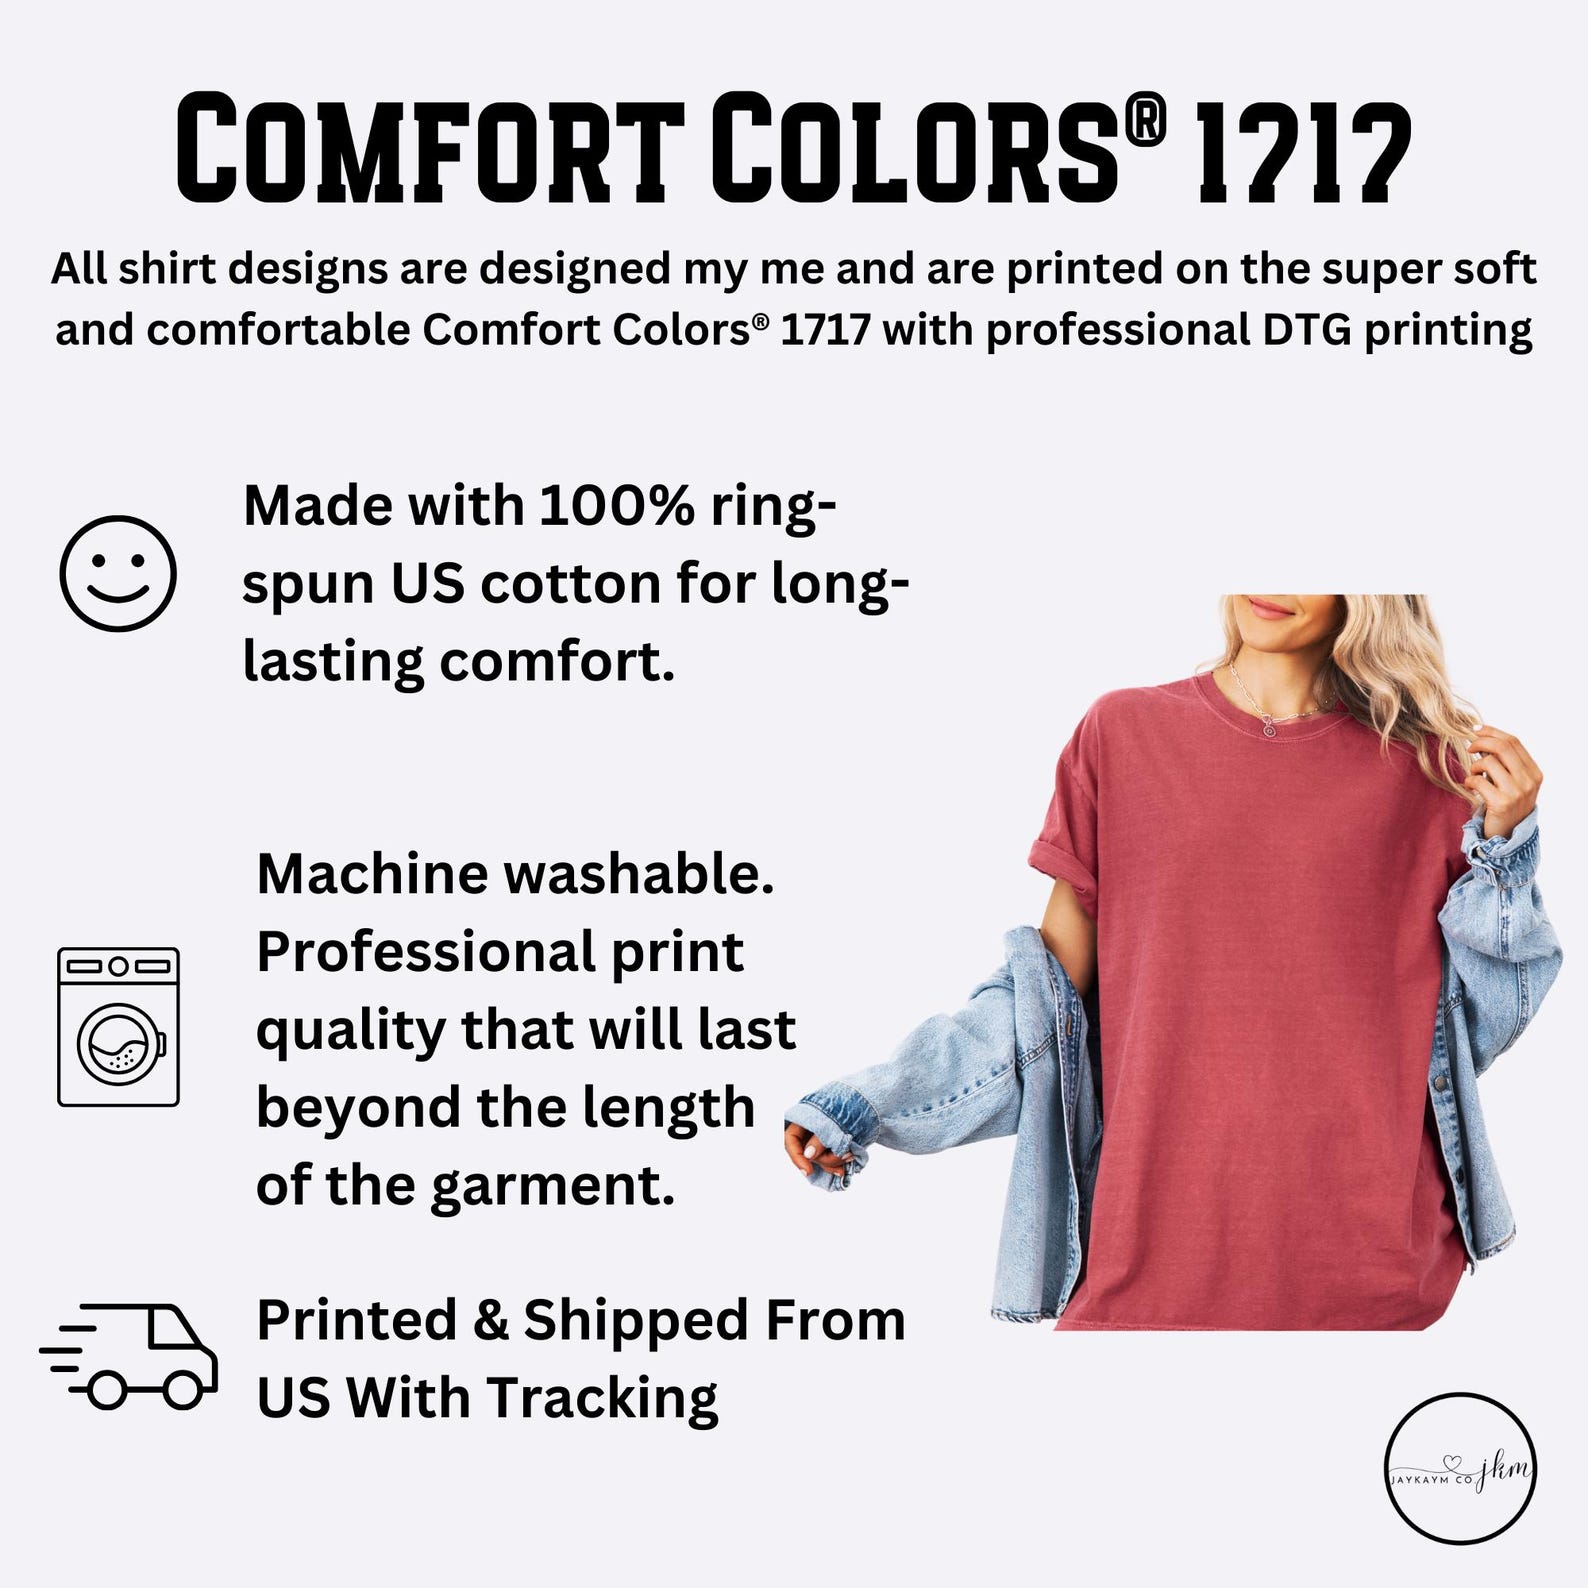 COMFORT COLORS® 1717
All shirt designs are designed my me and are printed on the super soft
and comfortable Comfort Colors® 1717 with professional DTG printing
Made with 100% ring-
spun US cotton for long-
lasting comfort.
Machine washable.
Professional print
quality that will last
beyond the length
of the garment.
Printed & Shipped From
US With Tracking
JAYKAYM CO jkm